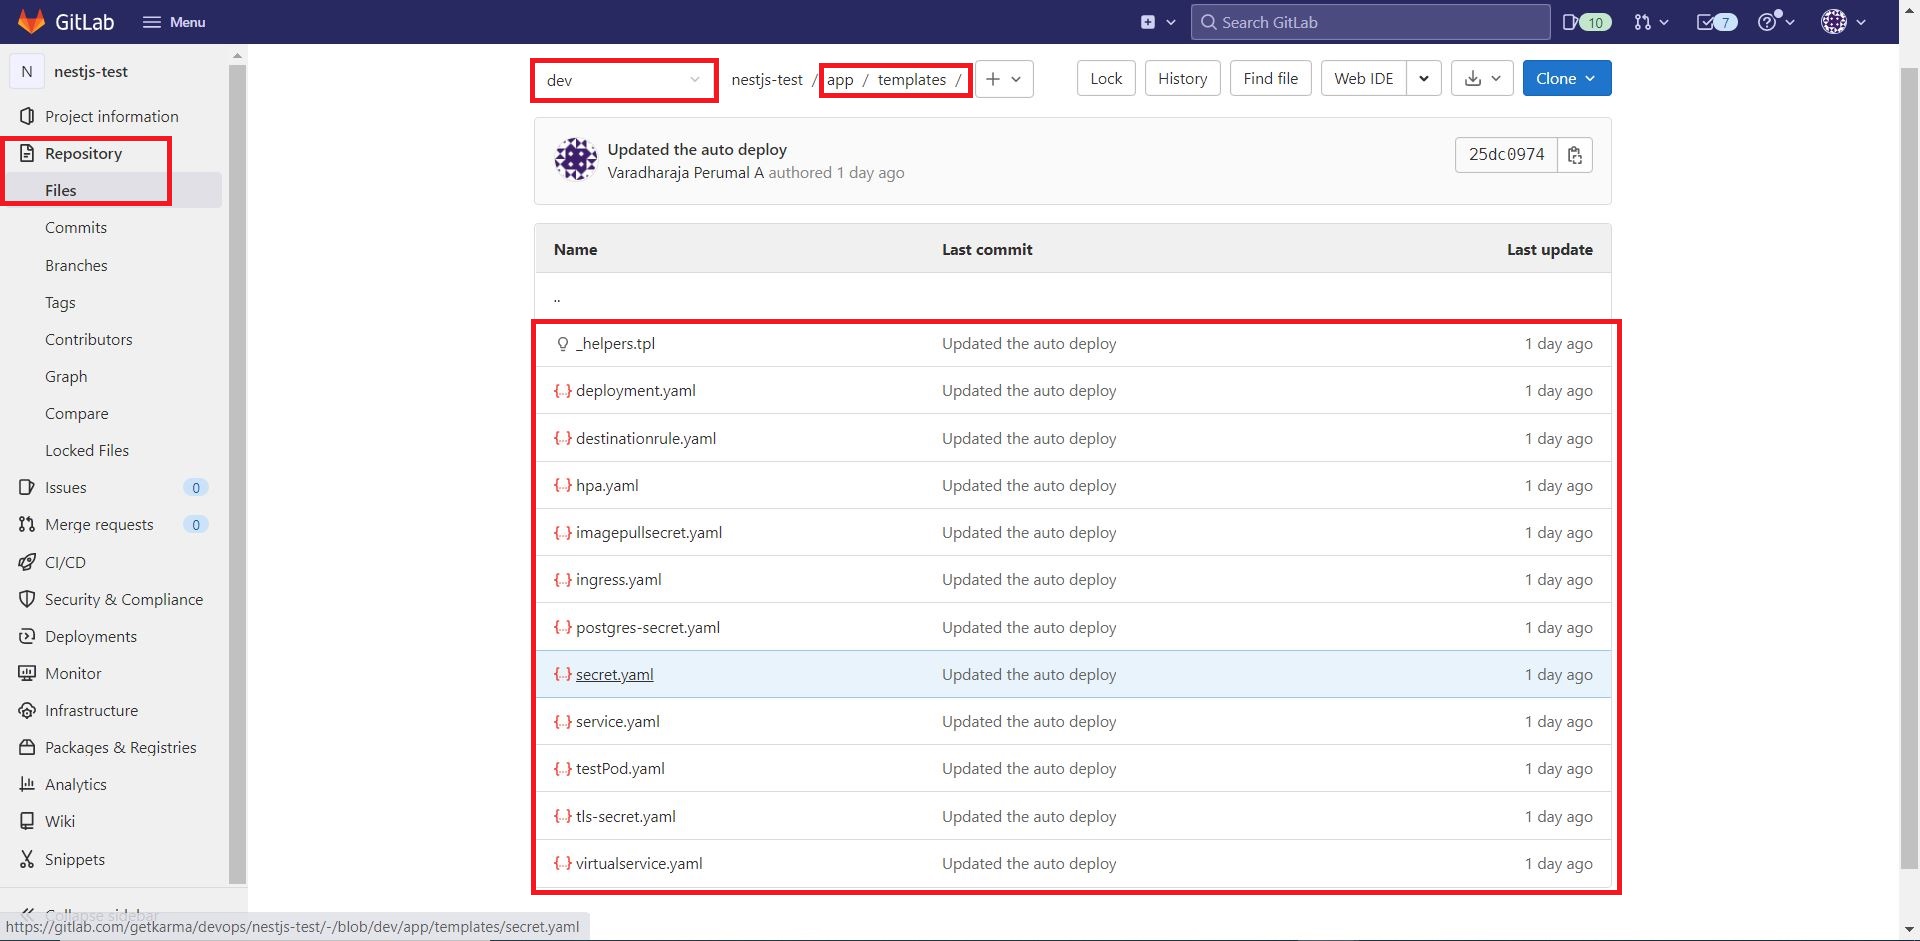 GitLab
Menu
Search GitLab
10
7
N nestjs-test
Project information
Repository
Files
Commits
Branches
Tags
Contributors
Graph
Compare
Locked Files
Issues 0
Merge requests 0
CI/CD
Security & Compliance
Deployments
Monitor
Infrastructure
Packages & Registries
Analytics
Wiki
Snippets
Collapse sidebar
https://gitlab.com/getkarma/devops/nestjs-test/-/blob/dev/app/templates/secret.yaml
dev nestjs-test / app / templates / + Lock History Find file Web IDE Clone
Updated the auto deploy
Varadharaja Perumal A authored 1 day ago
25dc0974
Name Last commit Last update
..
_helpers.tpl Updated the auto deploy 1 day ago
{..} deployment.yaml Updated the auto deploy 1 day ago
{..} destinationrule.yaml Updated the auto deploy 1 day ago
{..} hpa.yaml Updated the auto deploy 1 day ago
{..} imagepullsecret.yaml Updated the auto deploy 1 day ago
{..} ingress.yaml Updated the auto deploy 1 day ago
{..} postgres-secret.yaml Updated the auto deploy 1 day ago
{..} secret.yaml Updated the auto deploy 1 day ago
{..} service.yaml Updated the auto deploy 1 day ago
{..} testPod.yaml Updated the auto deploy 1 day ago
{..} tls-secret.yaml Updated the auto deploy 1 day ago
{..} virtualservice.yaml Updated the auto deploy 1 day ago